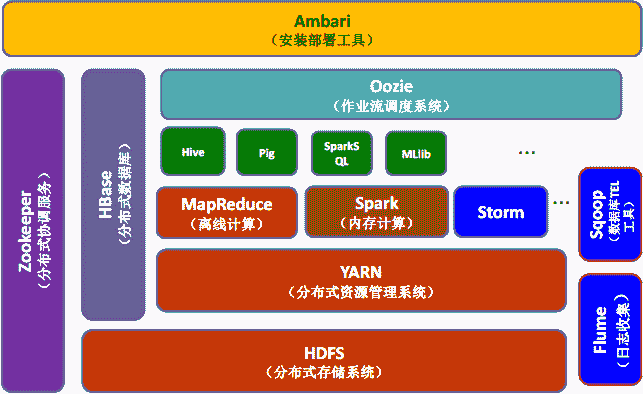 Ambari
（安装部署工具）
Zookeeper
（分布式协调服务）
HBase
（分布式数据库）
Oozie
（作业流调度系统）
Hive
Pig
SparkS
QL
MLlib
...
MapReduce
（离线计算）
Spark
（内存计算）
Storm
...
Sqoop
（数据库TEL
工具）
YARN
（分布式资源管理系统）
Flume
（日志收集）
HDFS
（分布式存储系统）